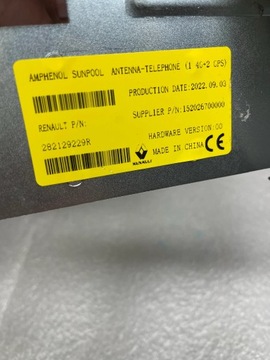 AMPHENOL SUNPOOL ANTENNA-TELEPHONE (1 4G+2 GPS)
PRODUCTION DATE:2022.09.03
SUPPLIER P/N:152026700000
RENAULT P/N:
HARDWARE VERSION:00
282129229R
MADE IN CHINA CE
RENAULT